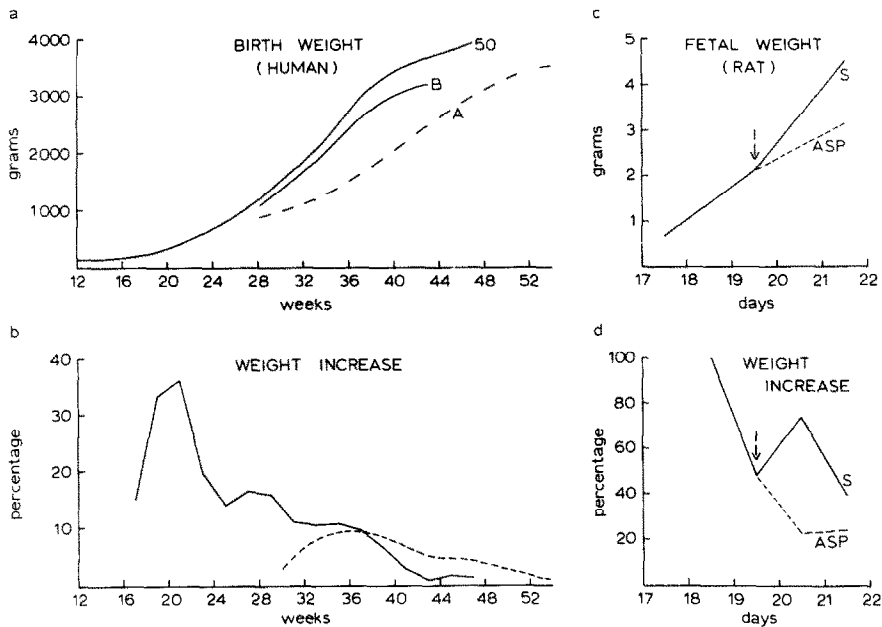 a
BIRTH WEIGHT
(HUMAN)
grams
4000
3000
2000
1000
50
B
A
12 16 20 24 28 32 36 40 44 48 52
weeks
b
WEIGHT INCREASE
percentage
40
30
20
10
12 16 20 24 28 32 36 40 44 48 52
weeks
c
FETAL WEIGHT
(RAT)
grams
5
4
3
2
1
S
ASP
17 18 19 20 21 22
days
d
WEIGHT
INCREASE
percentage
100
80
60
40
20
S
ASP
17 18 19 20 21 22
days